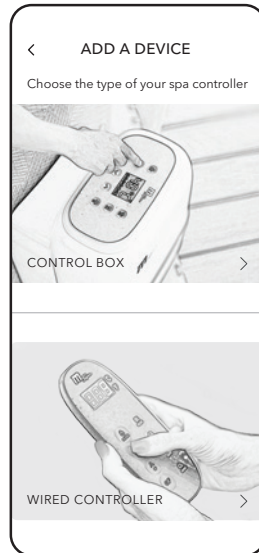 ADD A DEVICE
Choose the type of your spa controller
CONTROL BOX
WIRED CONTROLLER